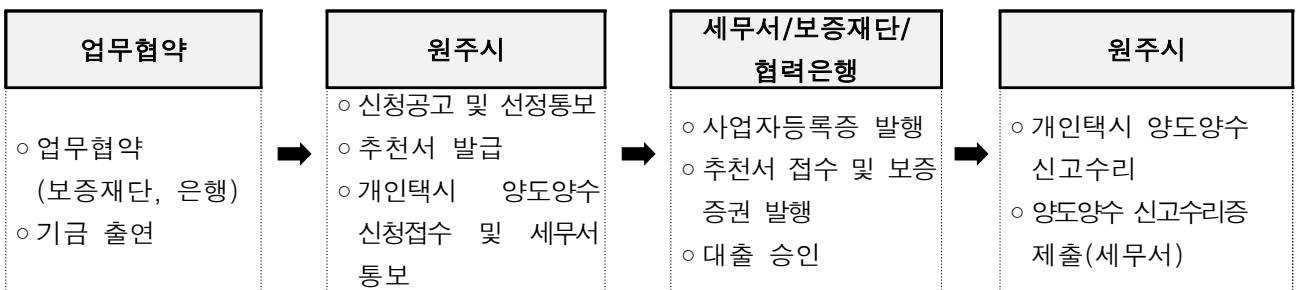 업무협약
○ 업무협약
(보증재단, 은행)
○ 기금 출연
원주시
○ 신청공고 및 선정통보
○ 추천서 발급
○ 개인택시 양도양수
신청접수 및 세무서
통보
세무서/보증재단/
협력은행
○ 사업자등록증 발행
○ 추천서 접수 및 보증
증권 발행
○ 대출 승인
원주시
○ 개인택시 양도양수
신고수리
○ 양도양수 신고수리증
제출(세무서)